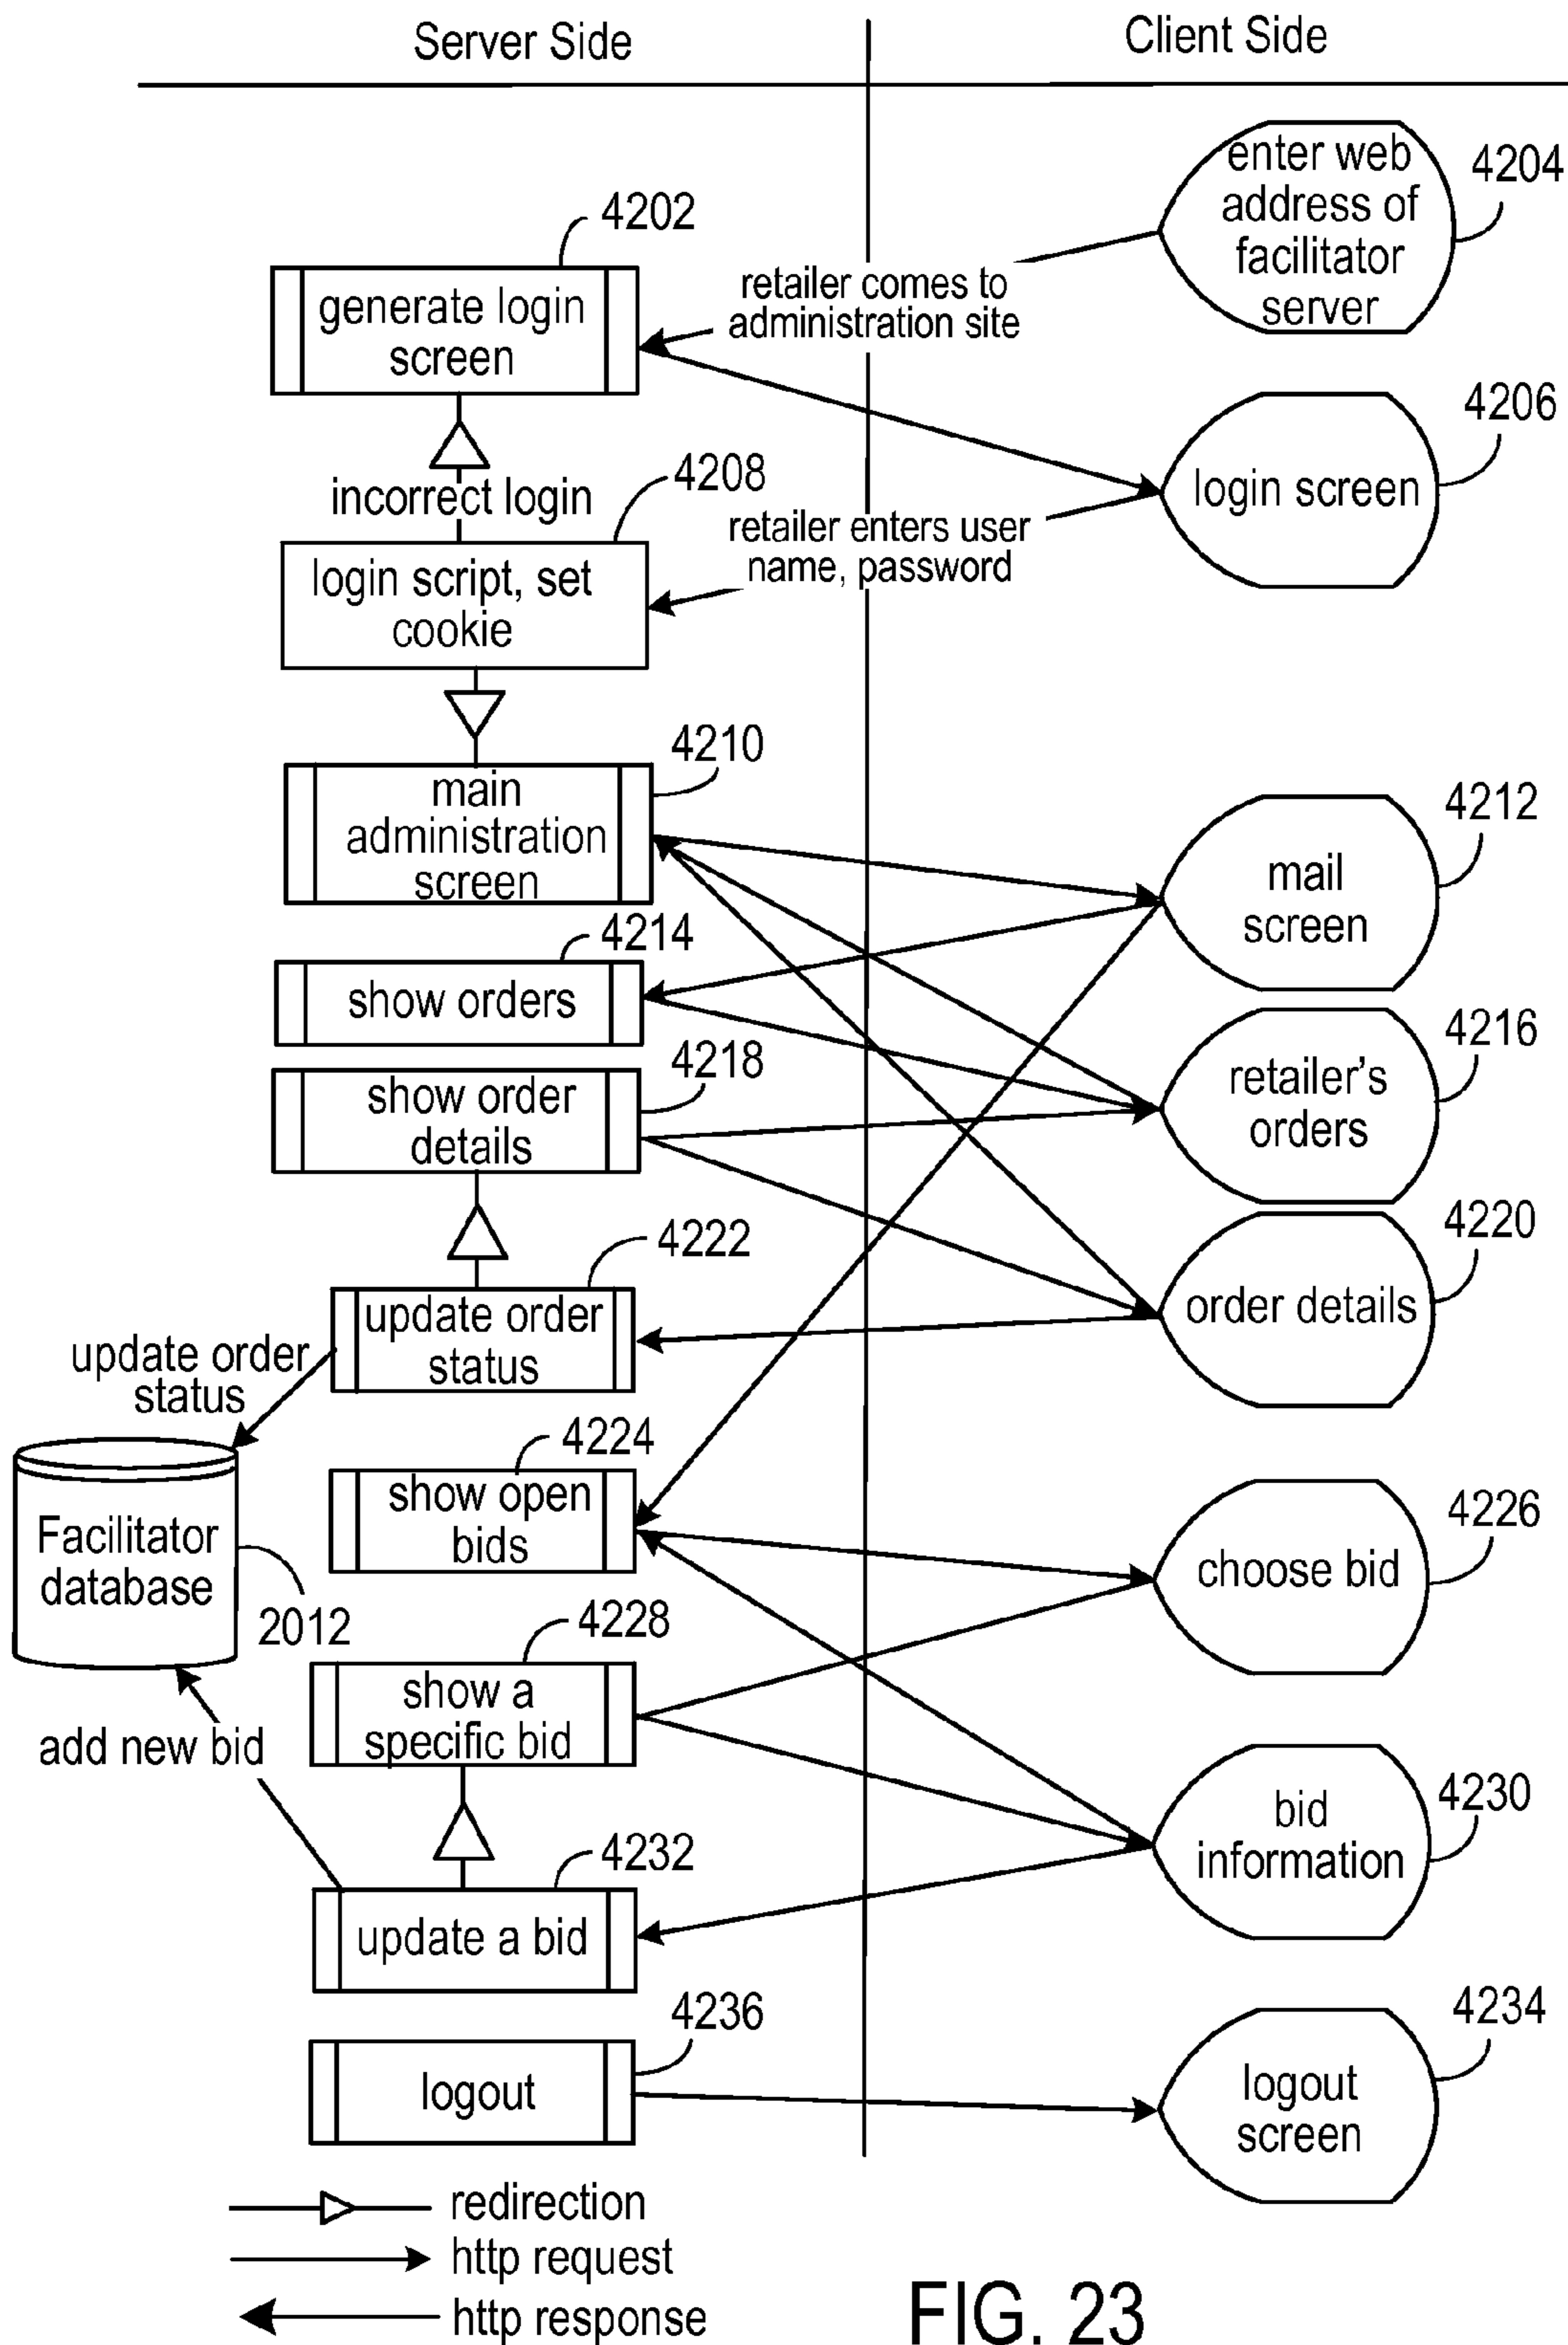 Server Side
Client Side
enter web
address of
facilitator
server
4204
4202
generate login
screen
retailer comes to
administration site
4206
login screen
incorrect login
4208
retailer enters user
name, password
login script, set
cookie
4210
main
administration
screen
4212
mail
screen
4214
show orders
4216
retailer's
orders
4218
show order
details
4220
order details
4222
update order
status
update order
status
4224
show open
bids
Facilitator
database
2012
4226
choose bid
4228
show a
specific bid
add new bid
4230
bid
information
4232
update a bid
4236
logout
4234
logout
screen
redirection
http request
http response
FIG. 23